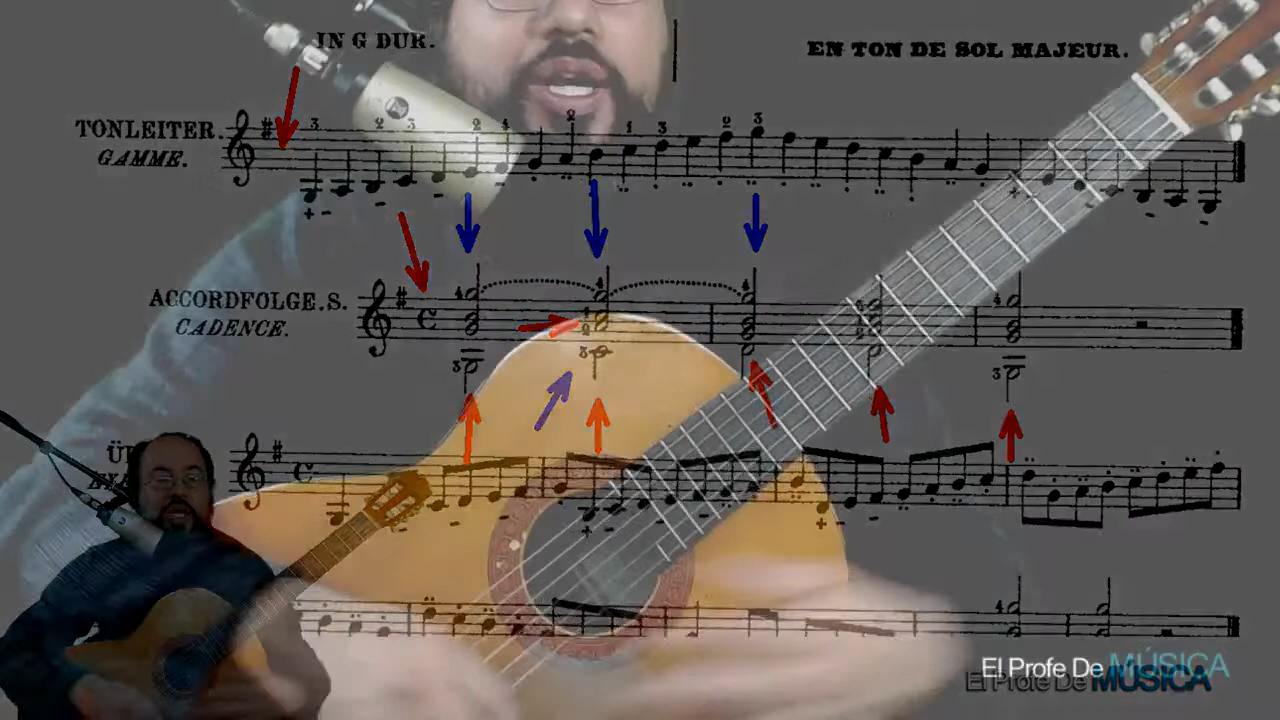 IN G DUR.
EN TON DE SOL MAJEUR.
TONLEITER.
GAMME.
ACCORDFOLGE.S.
CADENCE.
El Profe De MÚSICA
El Profe De MÚSICA